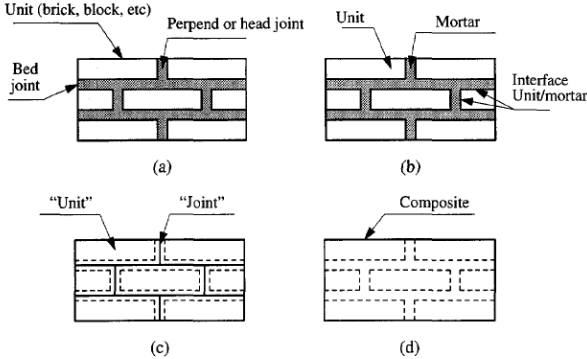 Unit (brick, block, etc)
Perpend or head joint
Bed
joint
(a)
Unit
Mortar
Interface
Unit/mortar
(b)
“Unit”
“Joint”
(c)
Composite
(d)